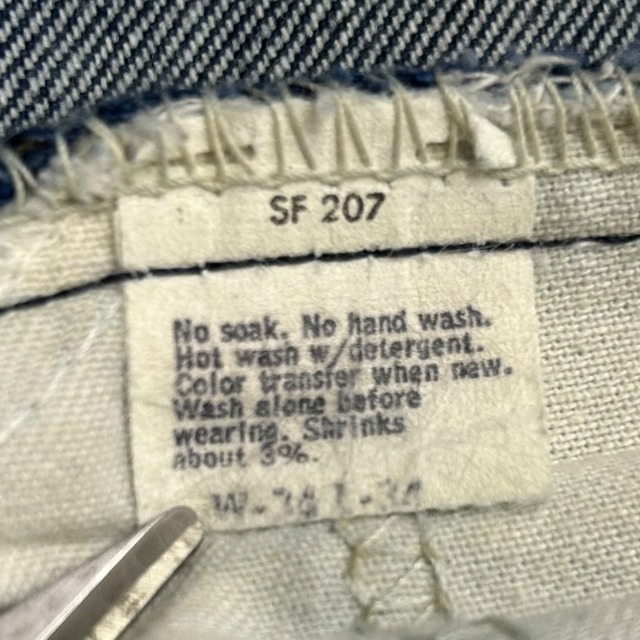 SF 207
No soak. No hand wash.
Hot wash w/detergent.
Color transfer when new.
Wash alone before
wearing. Shrinks
about 3%.